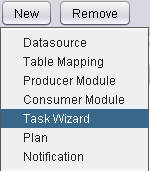 New Remove
Datasource
Table Mapping
Producer Module
Consumer Module
Task Wizard
Plan
Notification